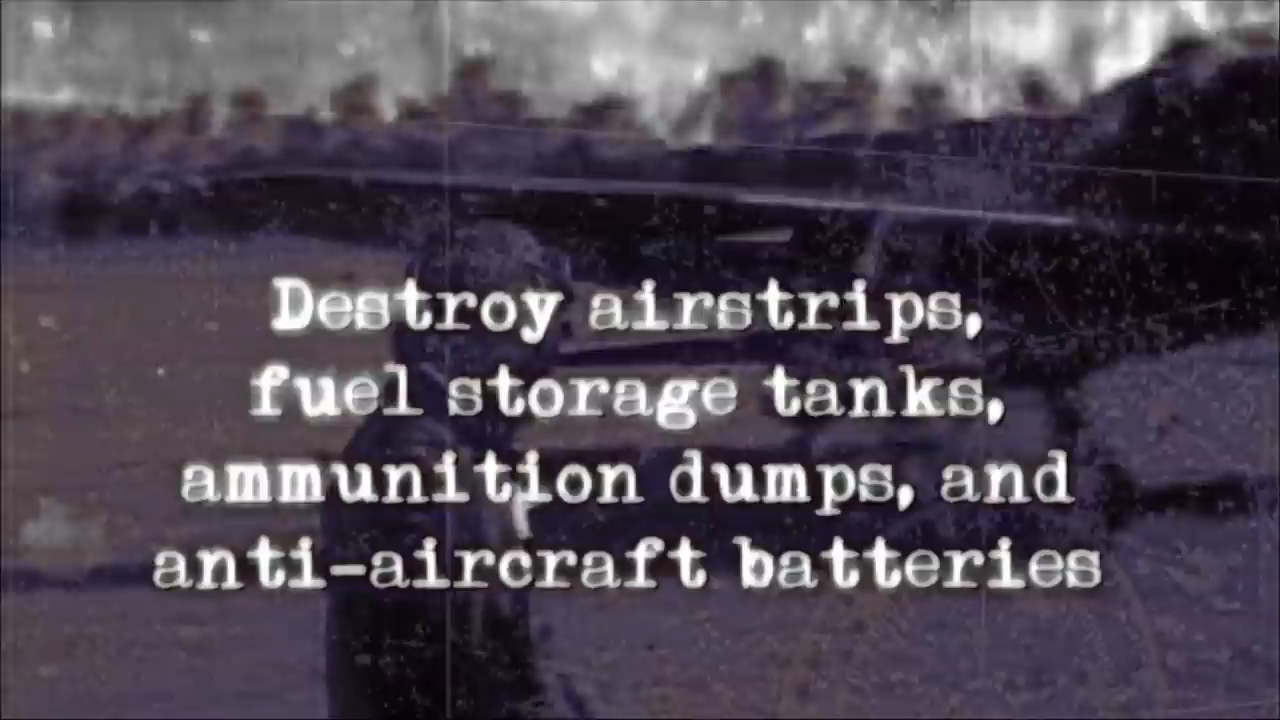 Destroy airstrips,
fuel storage tanks,
ammunition dumps, and
anti-aircraft batteries